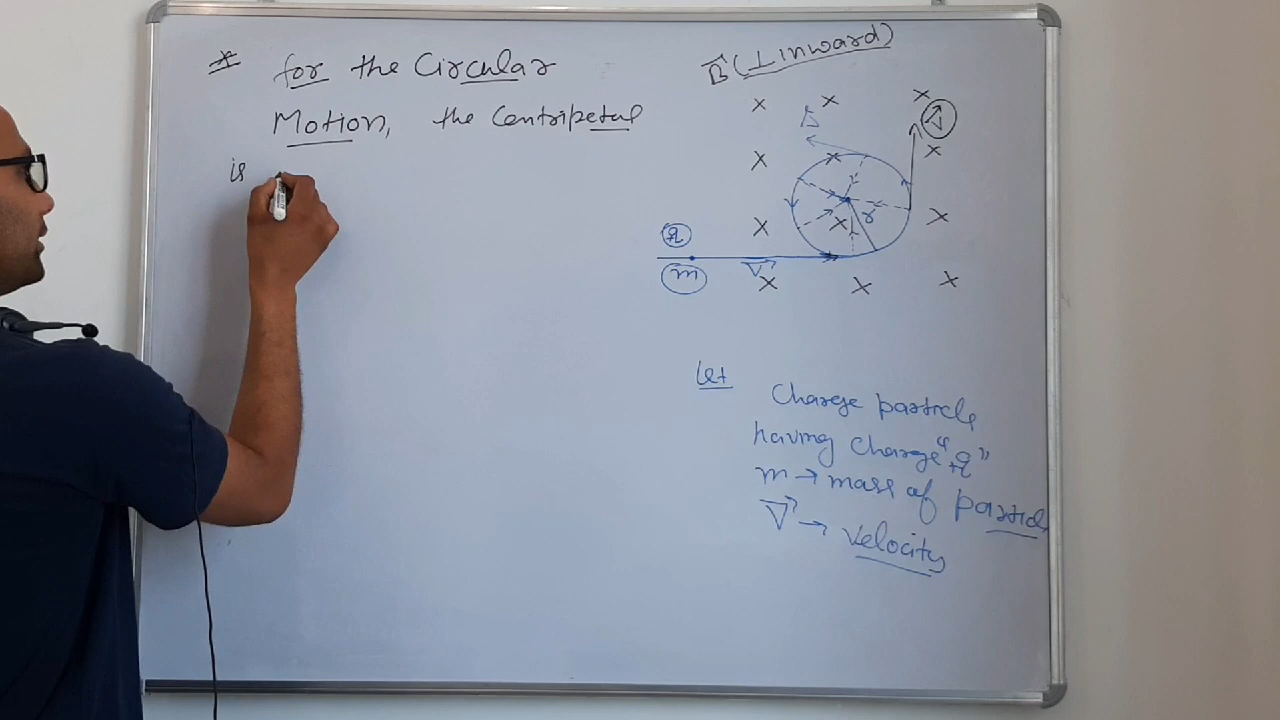 * for the Circular
Motion, the Centripetal
is
B⃗ (⊥ inward)
x x x
x x x
x x x
x x x
V⃗
V⃗
r
q
m
V⃗
Let
Charge particle
having charge "+q"
m → mass of particle
V⃗ → velocity